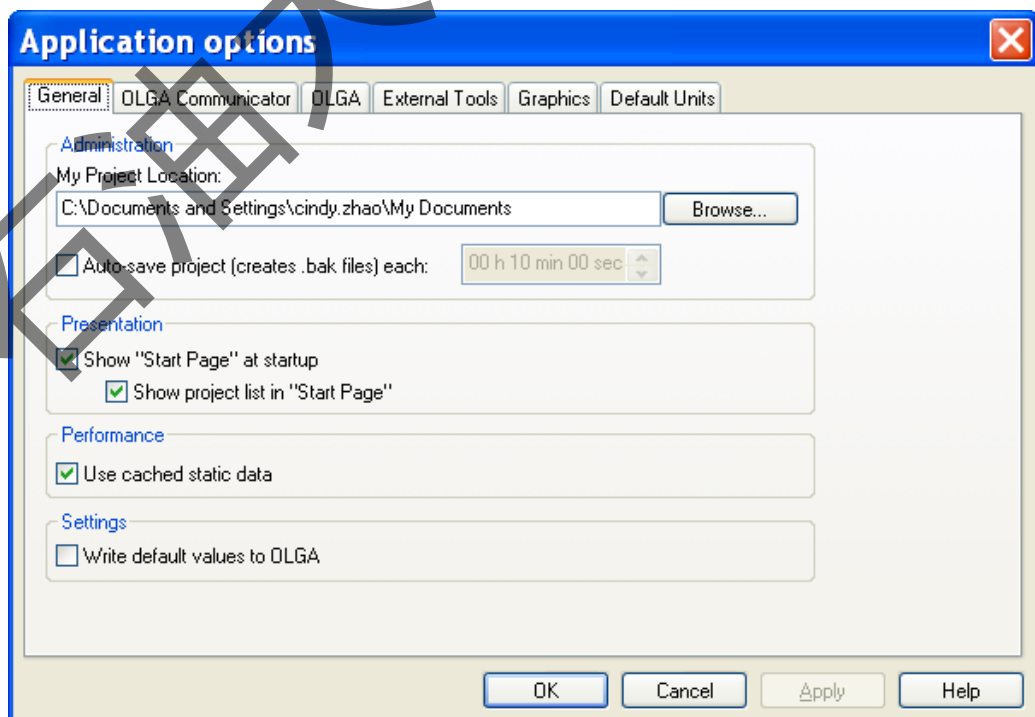 Application options
General
OLGA Communicator
OLGA
External Tools
Graphics
Default Units
Administration
My Project Location:
C:\Documents and Settings\cindy.zhao\My Documents
Browse...
Auto-save project (creates .bak files) each:
00 h 10 min 00 sec
Presentation
Show "Start Page" at startup
Show project list in "Start Page"
Performance
Use cached static data
Settings
Write default values to OLGA
OK
Cancel
Apply
Help
石油大